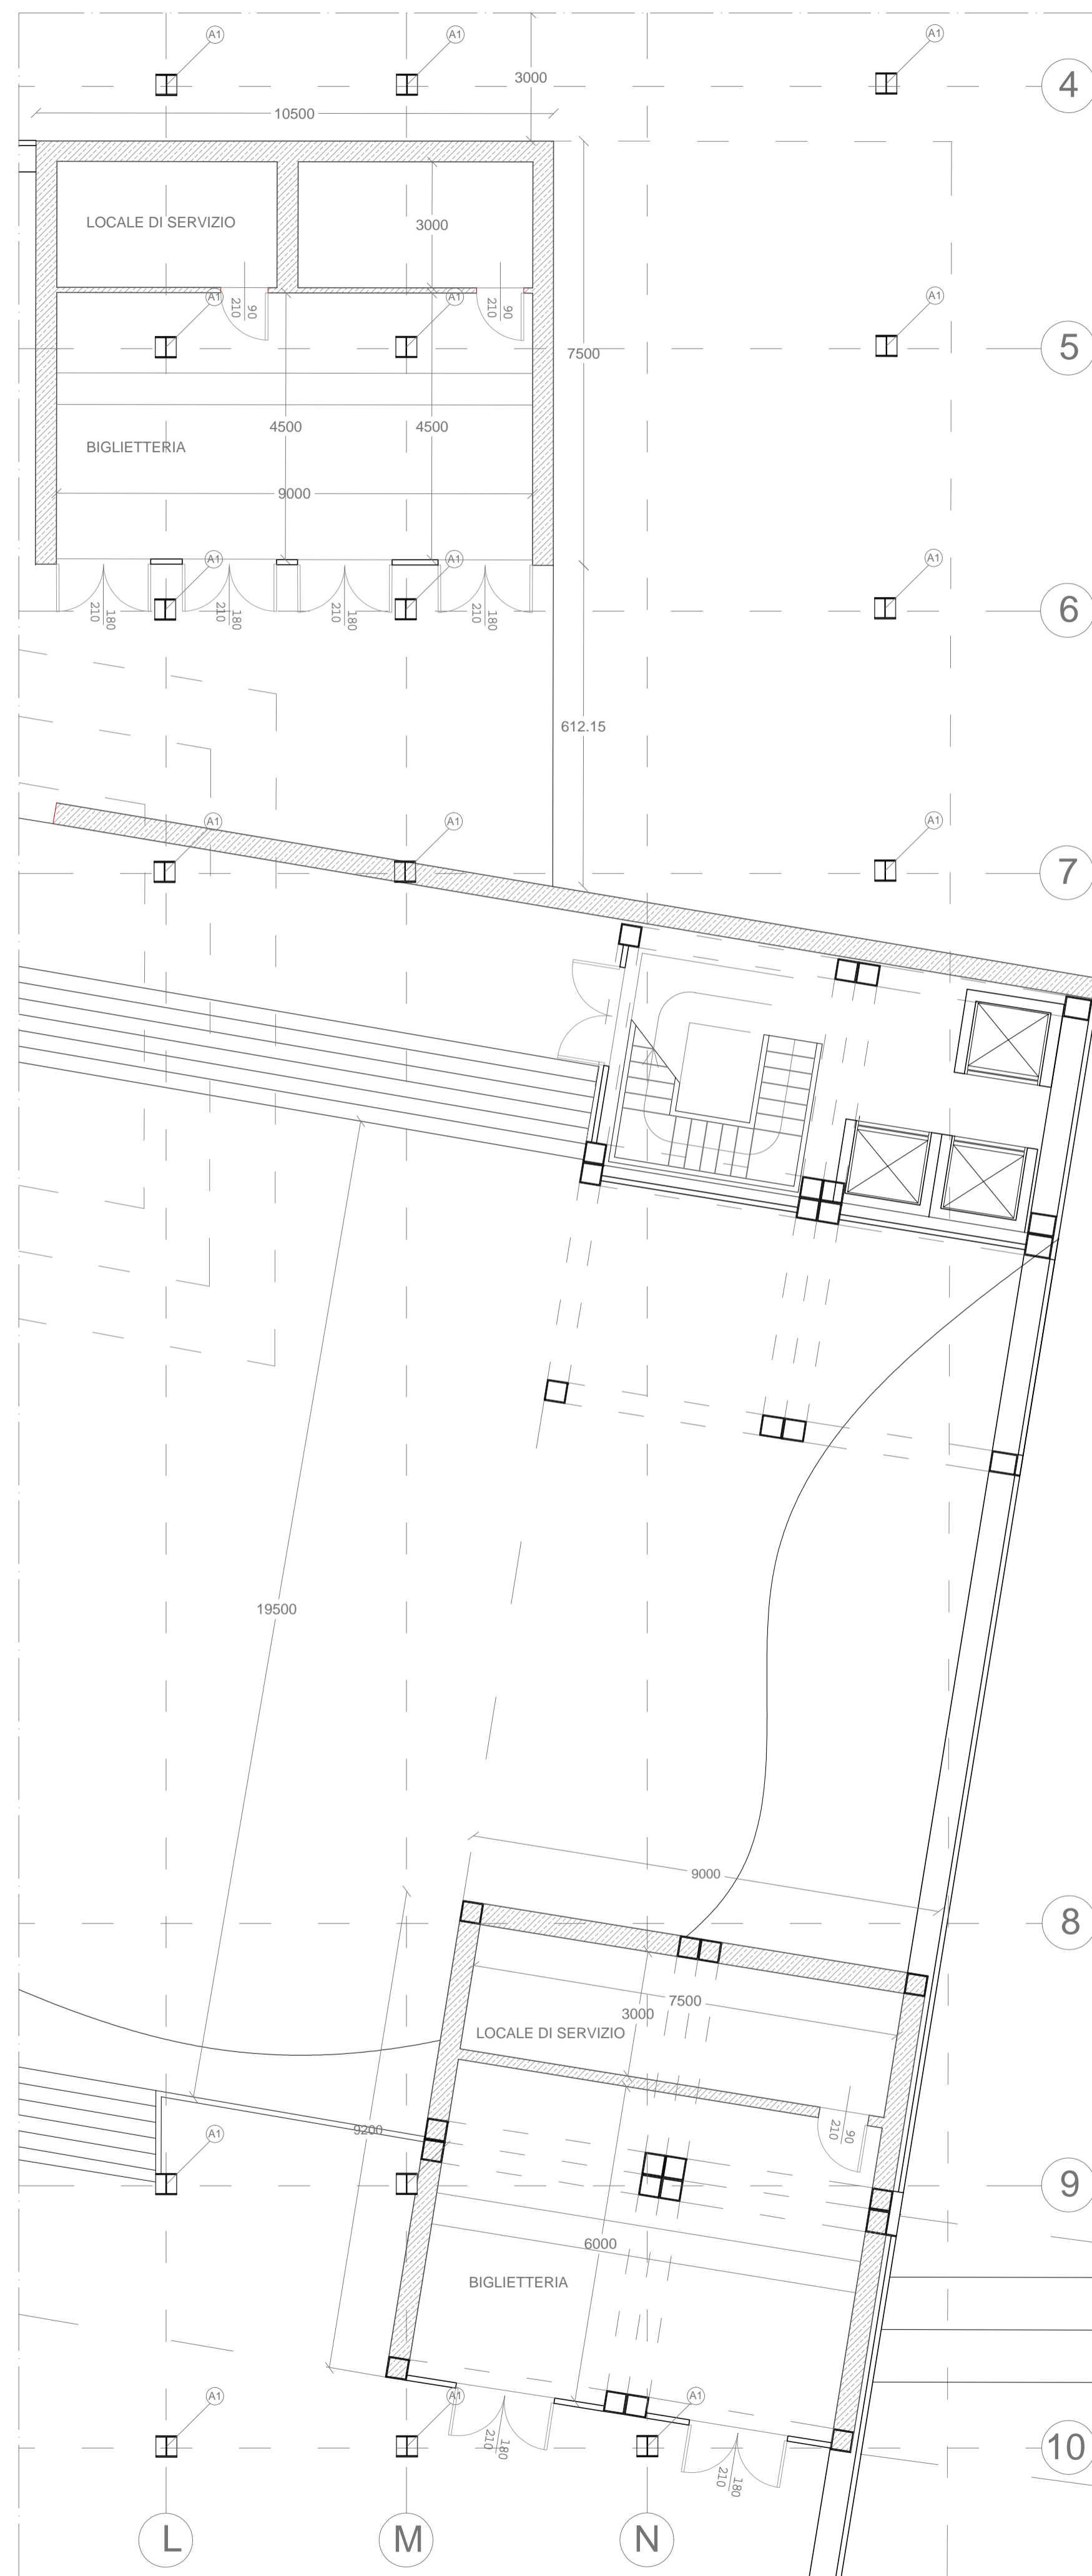 A1
A1
A1
3000
4
10500
LOCALE DI SERVIZIO
3000
A1
90
210
A1
90
210
A1
7500
5
4500
4500
BIGLIETTERIA
9000
A1
A1
A1
180
210
180
210
180
210
180
210
6
612.15
A1
A1
A1
7
19500
9000
8
7500
3000
LOCALE DI SERVIZIO
90
210
9200
A1
9
6000
BIGLIETTERIA
A1
A1
A1
180
210
180
210
10
L
M
N